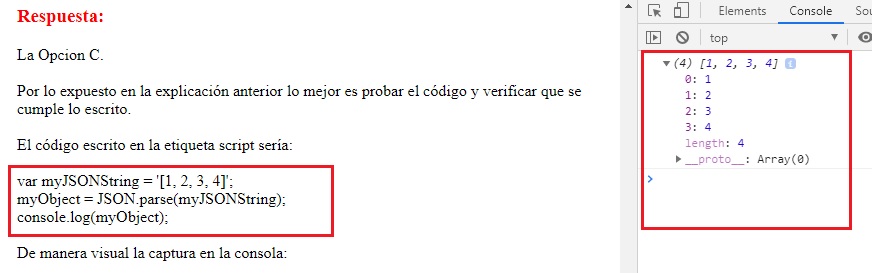 Respuesta:
La Opcion C.
Por lo expuesto en la explicación anterior lo mejor es probar el código y verificar que se
cumple lo escrito.
El código escrito en la etiqueta script sería:
var myJSONString = '[1, 2, 3, 4]';
myObject = JSON.parse(myJSONString);
console.log(myObject);
De manera visual la captura en la consola:
Elements Console Sou
top
(4) [1, 2, 3, 4]
0: 1
1: 2
2: 3
3: 4
length: 4
__proto__: Array(0)